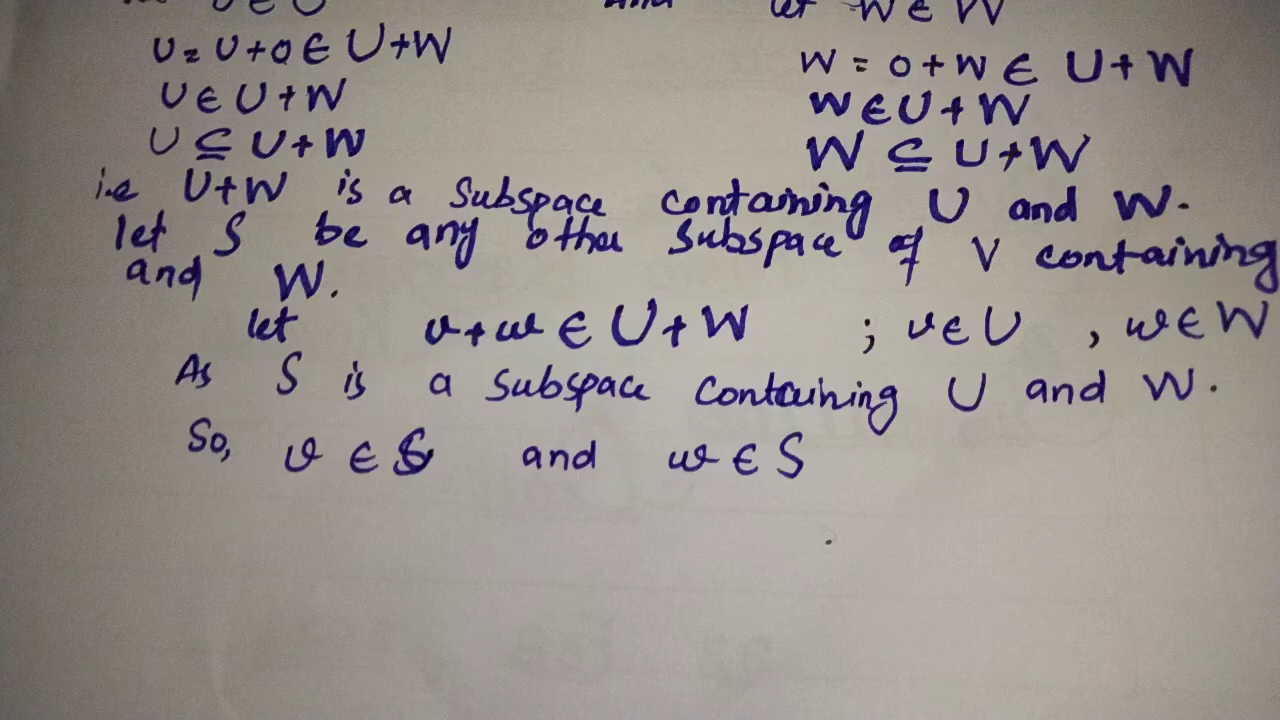 U = U+0 ∈ U+W
W = 0+W ∈ U+W
U ∈ U+W
W ∈ U+W
U ⊆ U+W
W ⊆ U+W
i.e U+W is a Subspace containing U and W.
let S be any other Subspace of V containing
and W.
let v+w ∈ U+W ; v ∈ U , w ∈ W
As S is a Subspace Containing U and W.
So, v ∈ S and w ∈ S